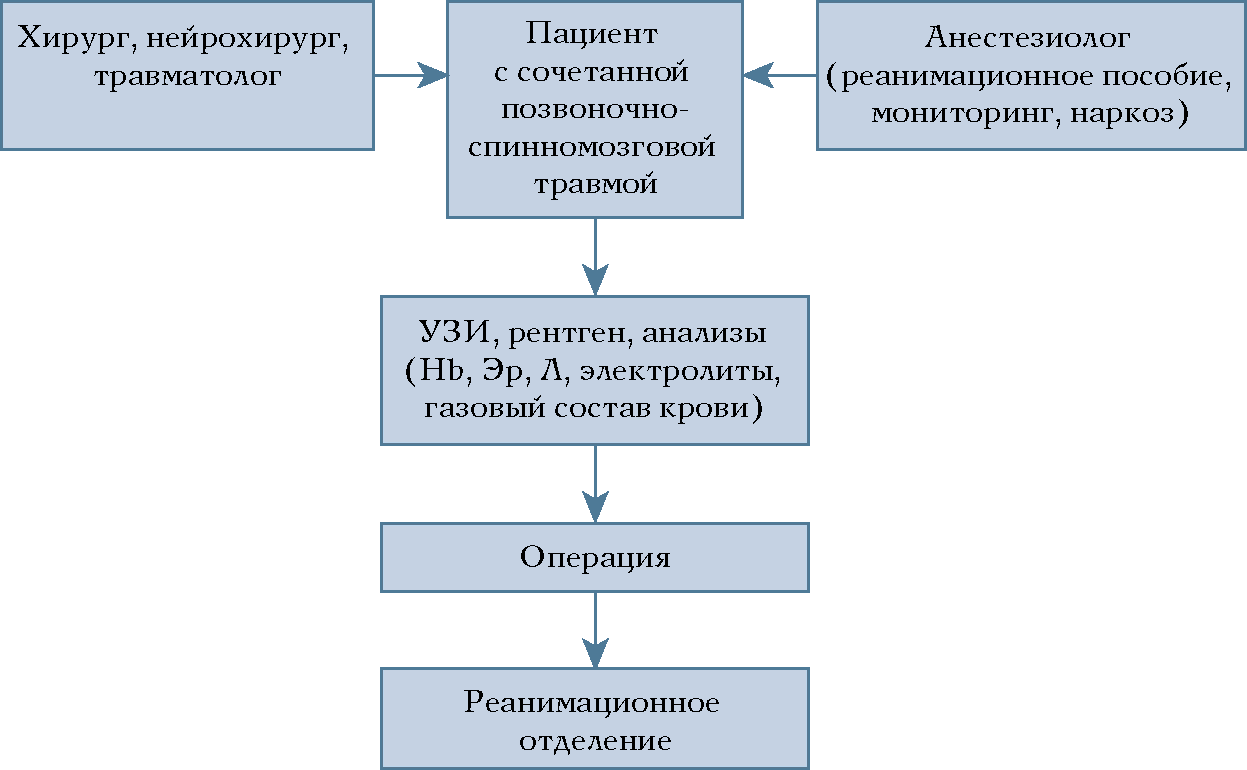 Хирург, нейрохирург,
травматолог
Пациент
с сочетанной
позвоночно-
спинномозговой
травмой
Анестезиолог
(реанимационное пособие,
мониторинг, наркоз)
УЗИ, рентген, анализы
(Hb, Эр, Л, электролиты,
газовый состав крови)
Операция
Реанимационное
отделение